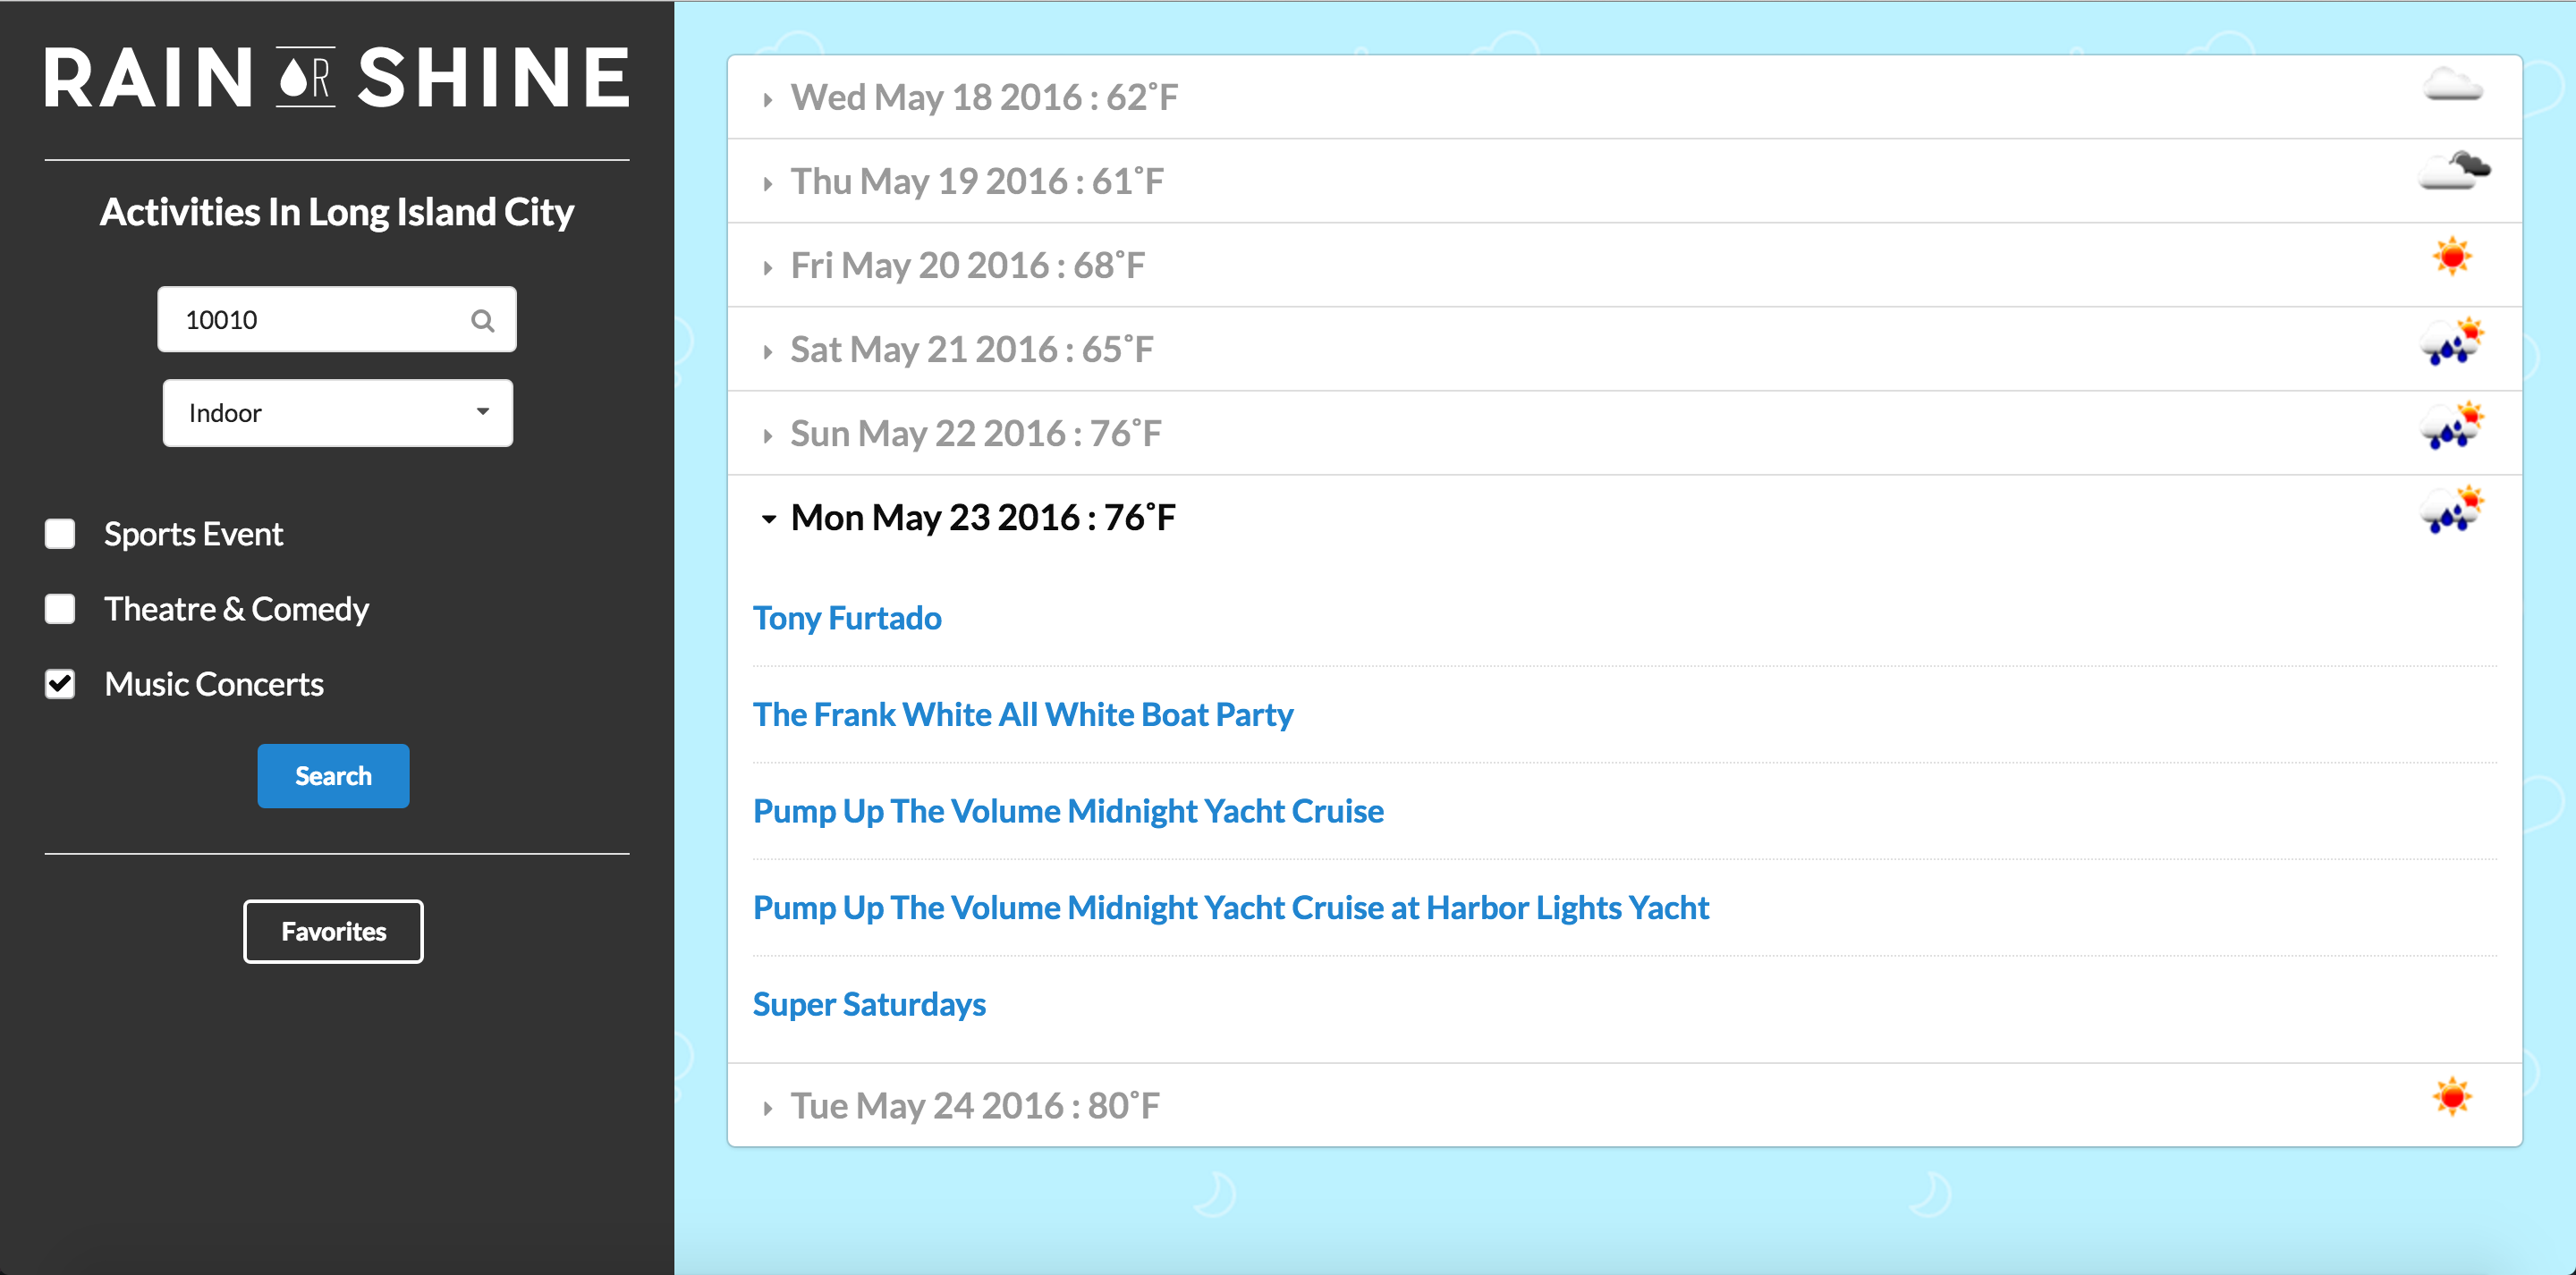 RAIN OR SHINE
Activities In Long Island City
10010
Indoor
Sports Event
Theatre & Comedy
Music Concerts
Search
Favorites
Wed May 18 2016 : 62˚F
Thu May 19 2016 : 61˚F
Fri May 20 2016 : 68˚F
Sat May 21 2016 : 65˚F
Sun May 22 2016 : 76˚F
Mon May 23 2016 : 76˚F
Tony Furtado
The Frank White All White Boat Party
Pump Up The Volume Midnight Yacht Cruise
Pump Up The Volume Midnight Yacht Cruise at Harbor Lights Yacht
Super Saturdays
Tue May 24 2016 : 80˚F